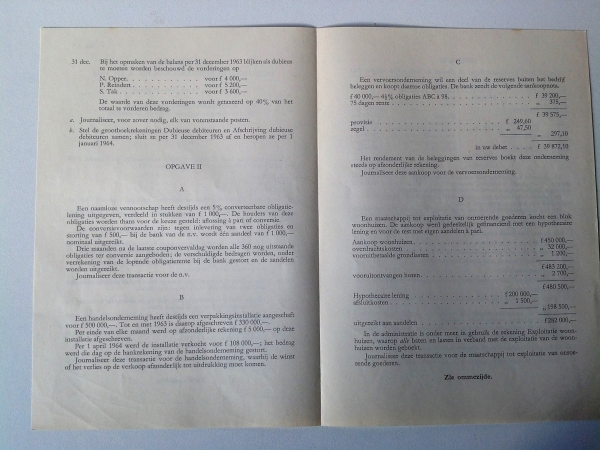 31 dec. Bij het opmaken van de balans per 31 december 1963 blijken als dubieus
te moeten worden beschouwd de vorderingen op
N. Opper. . . . . . . . . . . . . voor f 4 000,—
P. Reindert . . . . . . . . . . . . voor f 5 200,—
S. Tok . . . . . . . . . . . . . voor f 3 600,—
De waarde van deze vorderingen wordt getaxeerd op 40% van het
totaal te vorderen bedrag.
a. Journaliseer, voor zover nodig, elk van vorenstaande posten.
b. Stel de grootboekrekeningen Dubieuze debiteuren en Afschrijving dubieuze
debiteuren samen; sluit ze per 31 december 1963 af en heropen ze per 1
januari 1964.
OPGAVE II
A
Een naamloze vennootschap heeft destijds een 5% converteerbare obligatie-
lening uitgegeven, verdeeld in stukken van f 1 000,—. De houders van deze
obligaties worden thans voor de keuze gesteld: aflossing à pari of conversie.
De conversievoorwaarden zijn: tegen inlevering van twee obligaties en
storting van f 500,— bij de bank van de n.v. wordt één aandeel van f 1 000,—
nominaal uitgereikt.
Drie maanden na de laatste couponvervaldag worden alle 360 nog uitstaande
obligaties ter conversie aangeboden; de verschuldigde bedragen worden, onder
verrekening van de lopende obligatierente bij de bank gestort en de aandelen
worden uitgereikt.
Journaliseer deze transactie voor de n.v.
B
Een handelsonderneming heeft destijds een verpakkingsinstallatie aangeschaft
voor f 500 000,—. Tot en met 1963 is daarop afgeschreven f 330 000,—.
Per einde van elke maand werd op afzonderlijke rekening f 5 000,— op deze
installatie afgeschreven.
Per 1 april 1964 werd de installatie verkocht voor f 108 000,—; het bedrag
werd die dag op de bankrekening van de handelsonderneming gestort.
Journaliseer deze transactie voor de handelsonderneming, waarbij de winst
of het verlies op de verkoop afzonderlijk tot uitdrukking moet komen.
C
Een vervoersonderneming wil een deel van de reserves buiten het bedrijf
beleggen en koopt daartoe obligaties. De bank zendt de volgende aankoopnota.
f 40 000,— 4½% obligaties ABC à 98. . . . . . . . . f 39 200,—
75 dagen rente . . . . . . . . . . . . . . . „ 375,—
f 39 575,—
provisie . . . . . . . . . . f 249,60
zegel . . . . . . . . . . „ 47,50
„ 297,10
in uw debet . . f 39 872,10
Het rendement van de beleggingen van reserves boekt deze onderneming
steeds op afzonderlijke rekening.
Journaliseer deze aankoop voor de vervoersonderneming.
D
Een maatschappij tot exploitatie van onroerende goederen kocht een blok
woonhuizen. De aankoop werd gedeeltelijk gefinancierd met een hypothecaire
lening en voor de rest met eigen aandelen à pari.
Aankoop woonhuizen. . . . . . . . . . . . . f 450 000,—
overdrachtskosten . . . . . . . . . . . . . „ 32 000,—
vooruitbetaalde grondlasten . . . . . . . . . . „ 1 200,—
f 483 200,—
vooruitontvangen huren . . . . . . . . . . . . „ 2 700,—
f 480 500,—
Hypothecaire lening . . . . . . . f 200 000,—
afsluitkosten . . . . . . . . . „ 1 500,—
„ 198 500,—
uitgereikt aan aandelen . . . . . . . . . . . . f 282 000,—
In de administratie is onder meer in gebruik de rekening Exploitatie woon-
huizen, waarop alle baten en lasten in verband met de exploitatie van de woon-
huizen worden geboekt.
Journaliseer deze transactie voor de maatschappij tot exploitatie van onroe-
rende goederen.
Zie ommezijde.